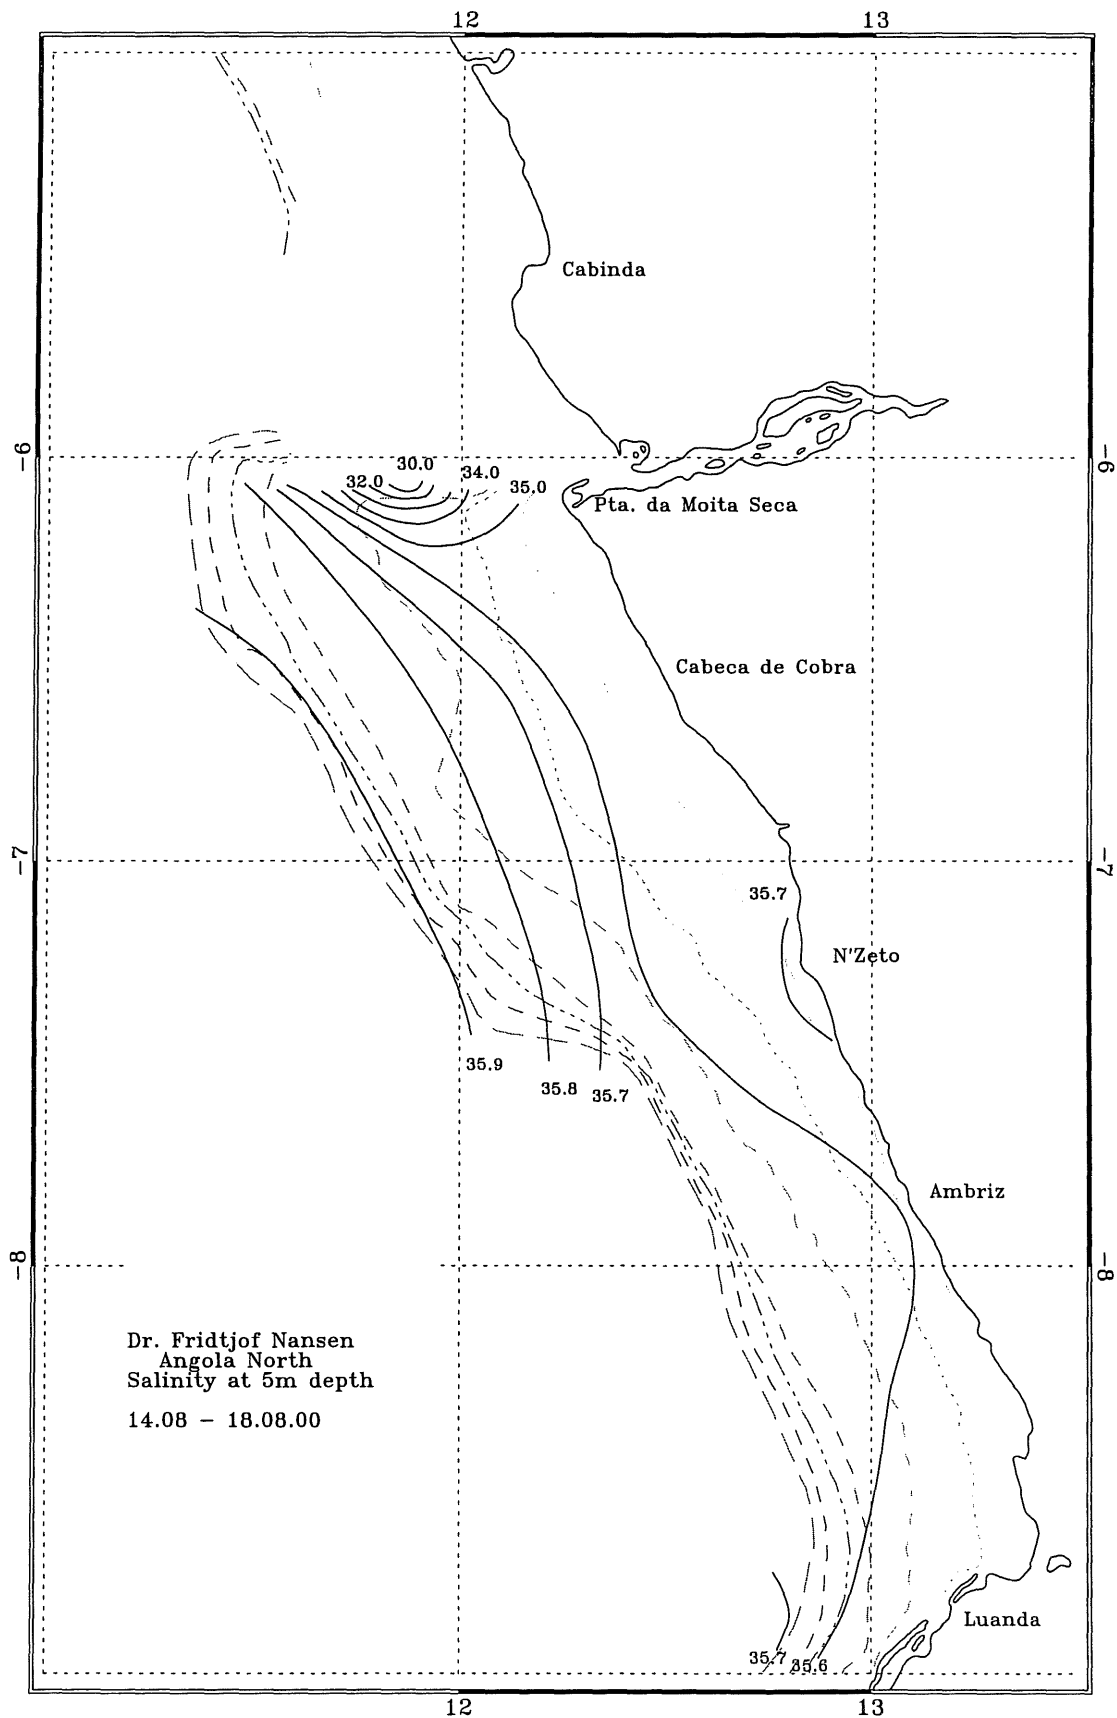 12 13
Cabinda
-6 -6
30.0
32.0 34.0
35.0
Pta. da Moita Seca
Cabeca de Cobra
-7 -7
35.7
N'Zeto
35.9
35.8 35.7
Ambriz
-8 -8
Dr. Fridtjof Nansen
Angola North
Salinity at 5m depth
14.08 - 18.08.00
Luanda
35.7 35.6
12 13